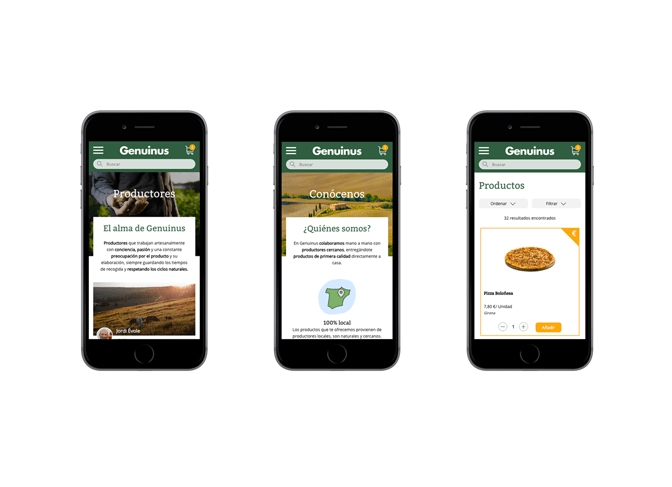 Genuinus
Buscar
Productores
El alma de Genuinus
Productores que trabajan artesanalmente
con conciencia, pasión y una constante
preocupación por el producto y su
elaboración, siempre guardando los tiempos
de recogida y respetando los ciclos naturales.
Jordi Évole
Genuinus
Buscar
Conócenos
¿Quiénes somos?
En Genuinus colaboramos mano a mano con
productores cercanos, entregándote
productos de primera calidad directamente a
casa.
100% local
Los productos que te ofrecemos provienen de
productores locales, son naturales y cercanos.
Genuinus
Buscar
Productos
Ordenar
Filtrar
32 resultados encontrados
Pizza Boloñesa
7,80 €/ Unidad
Girona
1
Añadir